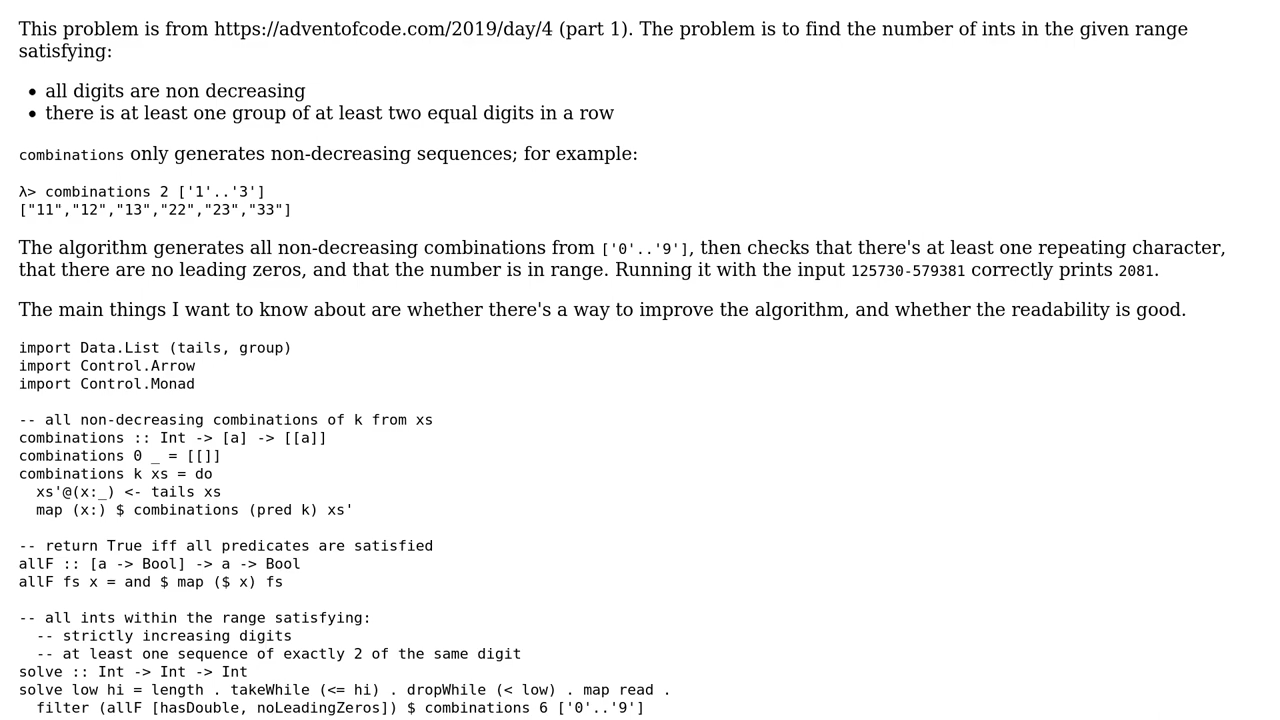 This problem is from https://adventofcode.com/2019/day/4 (part 1). The problem is to find the number of ints in the given range
satisfying:
• all digits are non decreasing
• there is at least one group of at least two equal digits in a row
combinations only generates non-decreasing sequences; for example:
λ> combinations 2 ['1'..'3']
["11","12","13","22","23","33"]
The algorithm generates all non-decreasing combinations from ['0'..'9'], then checks that there's at least one repeating character,
that there are no leading zeros, and that the number is in range. Running it with the input 125730-579381 correctly prints 2081.
The main things I want to know about are whether there's a way to improve the algorithm, and whether the readability is good.
import Data.List (tails, group)
import Control.Arrow
import Control.Monad
-- all non-decreasing combinations of k from xs
combinations :: Int -> [a] -> [[a]]
combinations 0 _ = [[]]
combinations k xs = do
  xs'@(x:_) <- tails xs
  map (x:) $ combinations (pred k) xs'
-- return True iff all predicates are satisfied
allF :: [a -> Bool] -> a -> Bool
allF fs x = and $ map ($ x) fs
-- all ints within the range satisfying:
  -- strictly increasing digits
  -- at least one sequence of exactly 2 of the same digit
solve :: Int -> Int -> Int
solve low hi = length . takeWhile (<= hi) . dropWhile (< low) . map read .
  filter (allF [hasDouble, noLeadingZeros]) $ combinations 6 ['0'..'9']